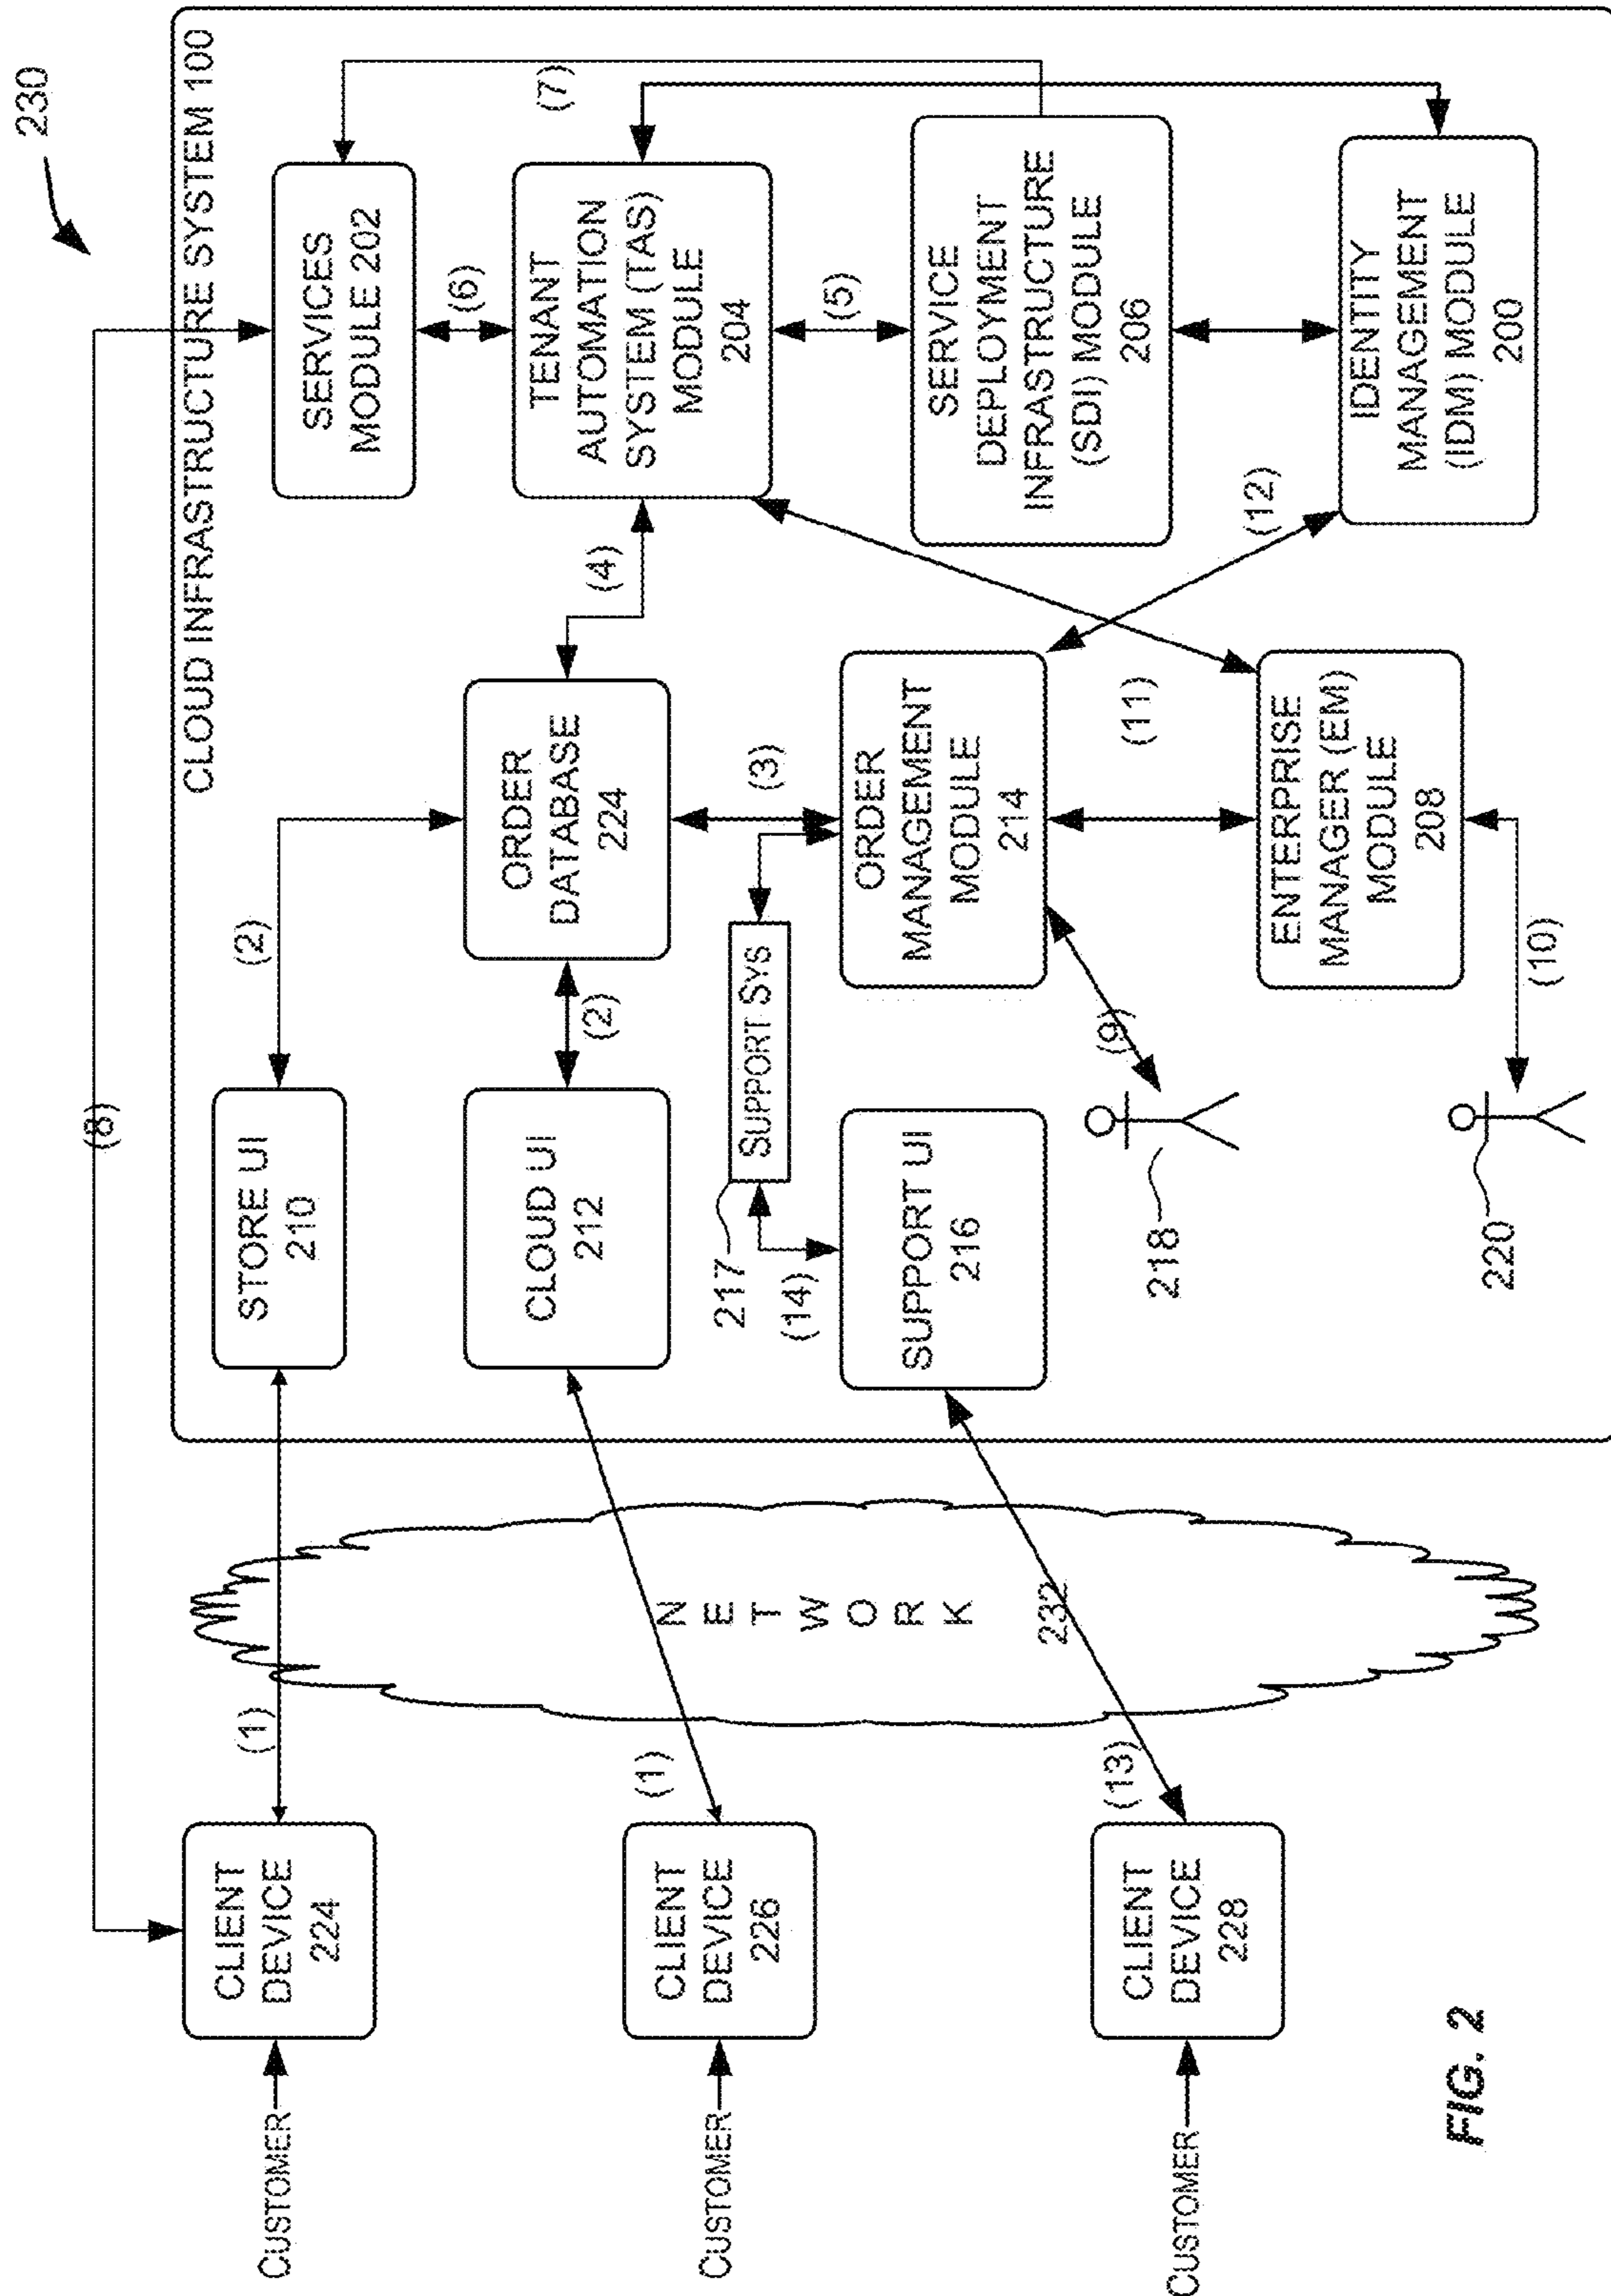 230
CLOUD INFRASTRUCTURE SYSTEM 100
(8)
CUSTOMER
CLIENT
DEVICE
224
(1)
STORE UI
210
(2)
SERVICES
MODULE 202
(6)
(7)
CUSTOMER
CLIENT
DEVICE
226
(1)
CLOUD UI
212
(2)
ORDER
DATABASE
224
(4)
TENANT
AUTOMATION
SYSTEM (TAS)
MODULE
204
(5)
N
E
T
W
O
R
K
232
217
SUPPORT SYS
(14)
(3)
CUSTOMER
CLIENT
DEVICE
228
(13)
SUPPORT UI
216
ORDER
MANAGEMENT
MODULE
214
SERVICE
DEPLOYMENT
INFRASTRUCTURE
(SDI) MODULE
206
(9)
218
(11)
(12)
ENTERPRISE
MANAGER (EM)
MODULE
208
IDENTITY
MANAGEMENT
(IDM) MODULE
200
220
(10)
FIG. 2